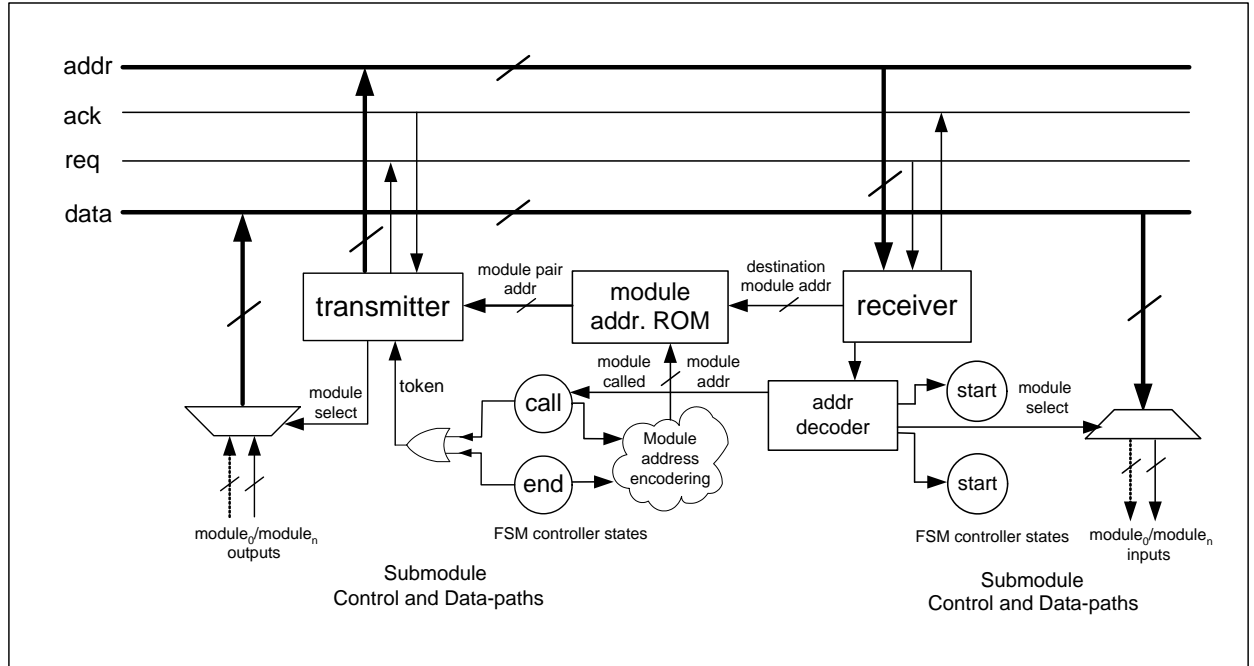 addr
ack
req
data
module pair
addr
destination
module addr
transmitter
module
addr. ROM
receiver
module
called
module
addr
module
select
token
call
end
Module
address
encoding
addr
decoder
start
start
module
select
module0/modulen
outputs
FSM controller states
FSM controller states
module0/modulen
inputs
Submodule
Control and Data-paths
Submodule
Control and Data-paths